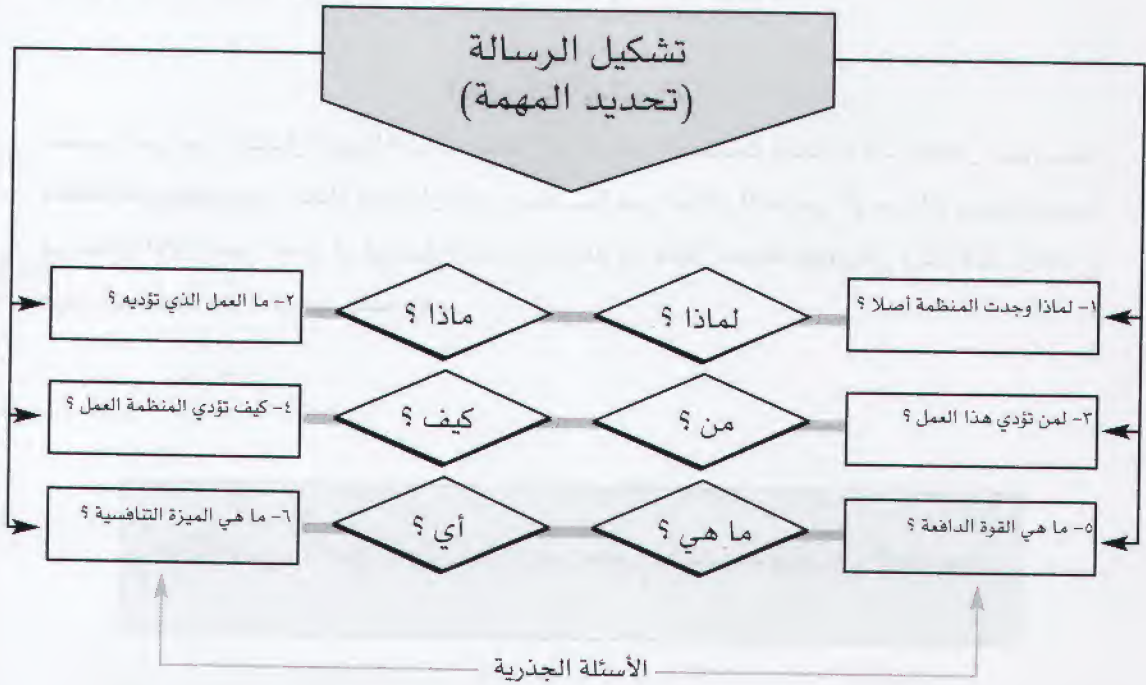 تشكيل الرسالة
(تحديد المهمة)
١- لماذا وجدت المنظمة أصلا ؟
لماذا ؟
ماذا ؟
٢- ما العمل الذي تؤديه ؟
٣- لمن تؤدي هذا العمل ؟
من ؟
كيف ؟
٤- كيف تؤدي المنظمة العمل ؟
٥- ما هي القوة الدافعة ؟
ما هي ؟
أي ؟
٦- ما هي الميزة التنافسية ؟
الأسئلة الجذرية